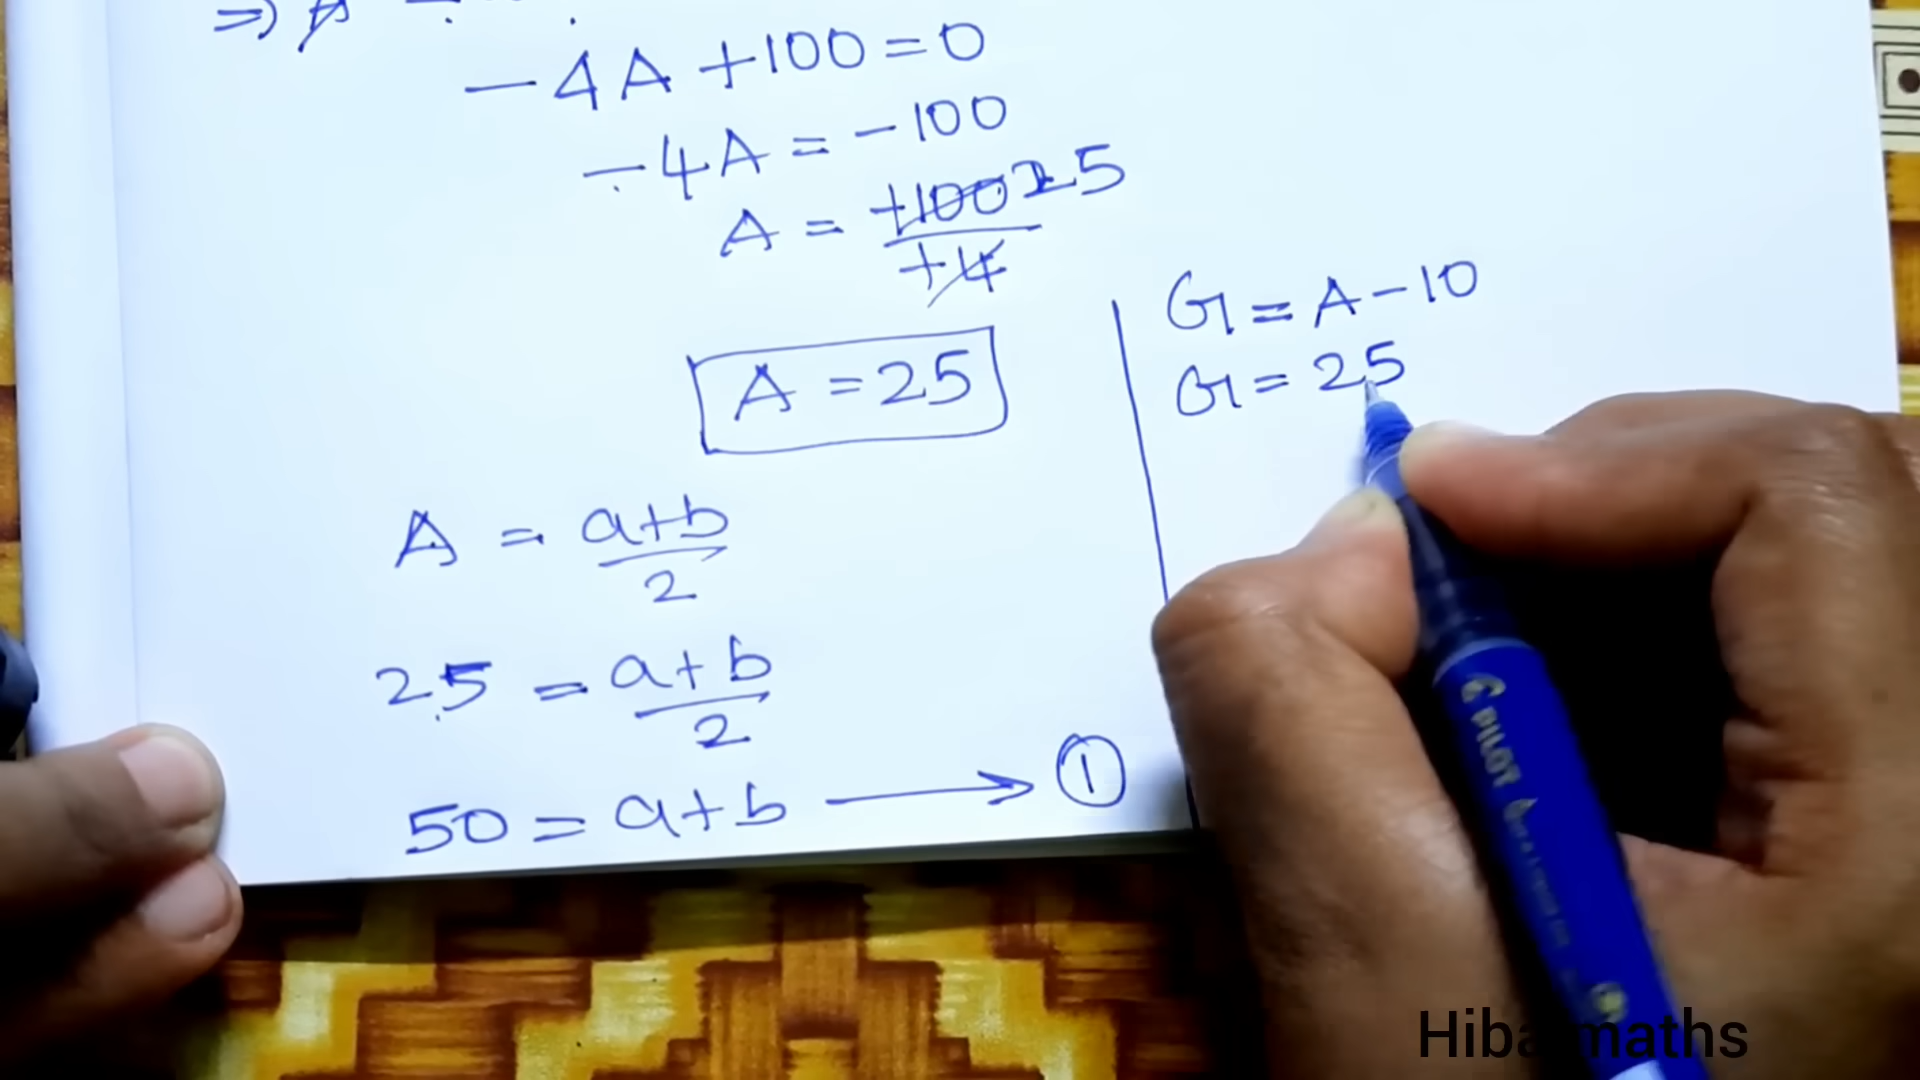 ⇒
-4A +100 = 0
-4A = -100
A = +100/+4 25
A = 25
A = a+b/2
25 = a+b/2
50 = a+b → ①
G = A-10
G = 25
PILOT
Hiba maths